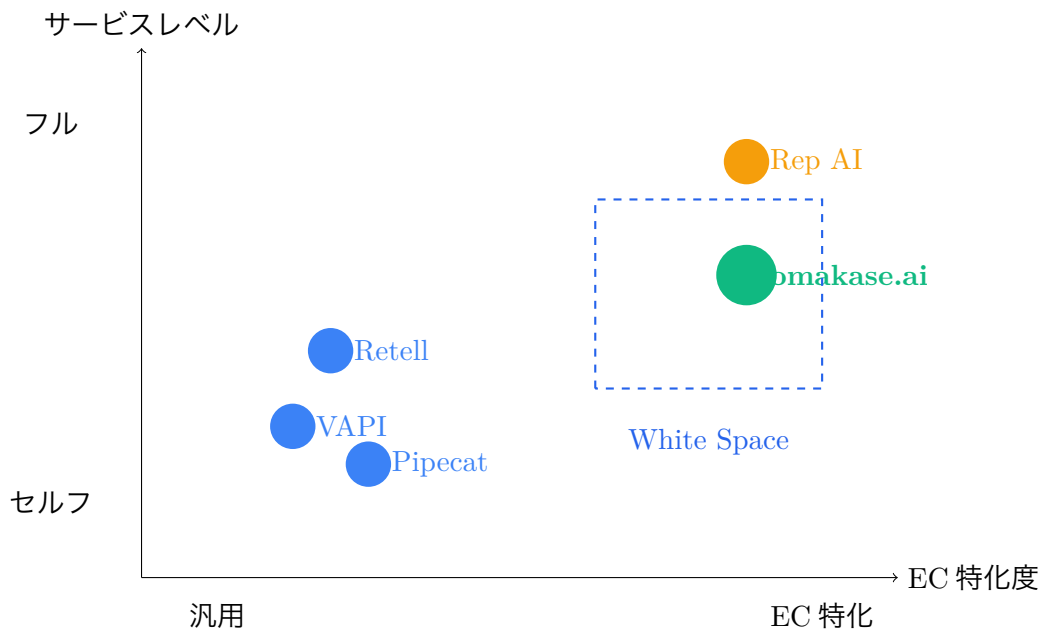 サービスレベル
フル
Rep AI
omakase.ai
Retell
VAPI
White Space
Pipecat
セルフ
EC 特化度
汎用
EC 特化